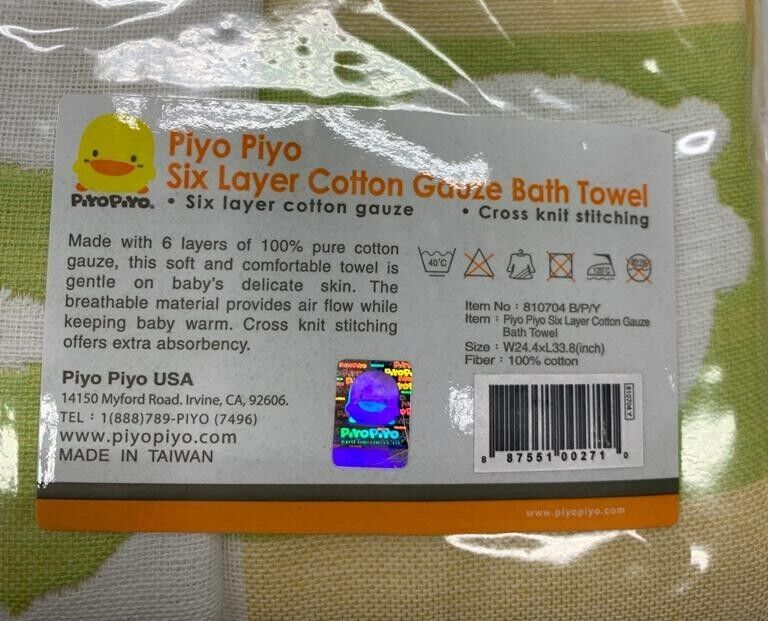 Piyo Piyo
Six Layer Cotton Gauze Bath Towel
PiYOPiYO.
• Six layer cotton gauze • Cross knit stitching
Made with 6 layers of 100% pure cotton
gauze, this soft and comfortable towel is
gentle on baby's delicate skin. The
breathable material provides air flow while
keeping baby warm. Cross knit stitching
offers extra absorbency.
40°C
120°C
Item No : 810704 B/P/Y
Item : Piyo Piyo Six Layer Cotton Gauze
Bath Towel
Size : W24.4xL33.8(inch)
Fiber : 100% cotton
Piyo Piyo USA
14150 Myford Road. Irvine, CA, 92606.
TEL : 1(888)789-PIYO (7496)
www.piyopiyo.com
MADE IN TAIWAN
PiYOPiYO
810704 Y
8 87551 00271 0
www.piyopiyo.com